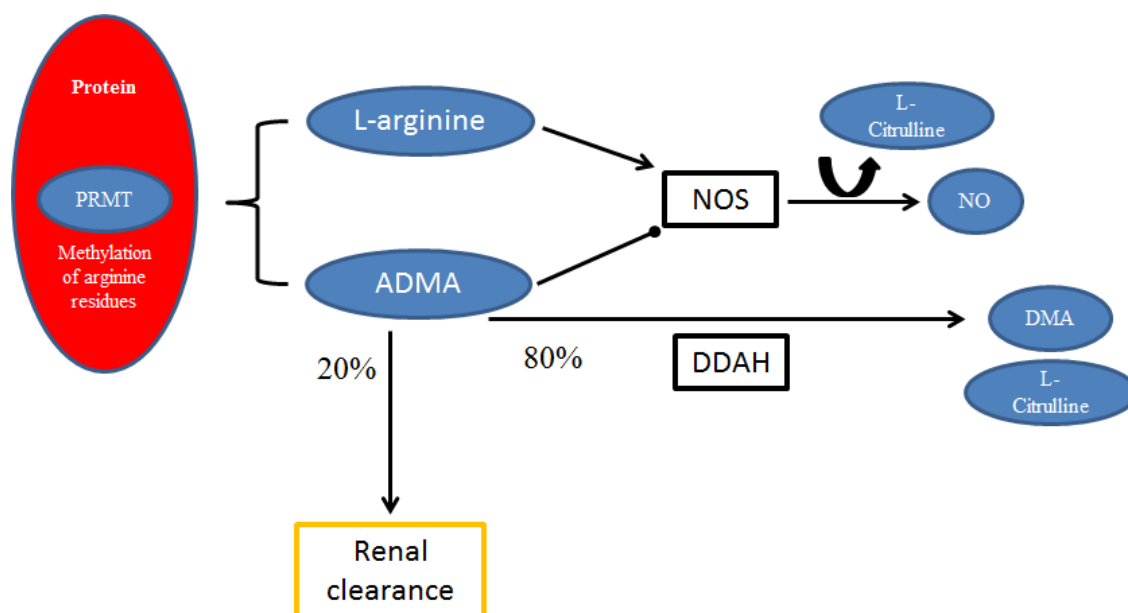 Protein
PRMT
Methylation
of arginine
residues
L-arginine
ADMA
NOS
L-
Citrulline
NO
20%
80%
DDAH
DMA
L-
Citrulline
Renal
clearance